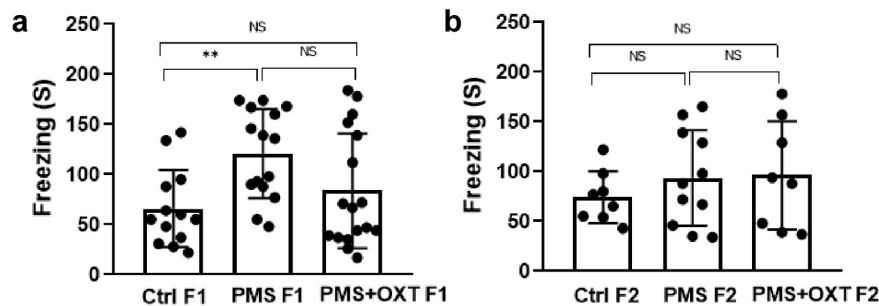 a
NS
** NS
Freezing (S)
250
200
150
100
50
0
Ctrl F1 PMS F1 PMS+OXT F1
b
NS
NS NS
Freezing (S)
250
200
150
100
50
0
Ctrl F2 PMS F2 PMS+OXT F2